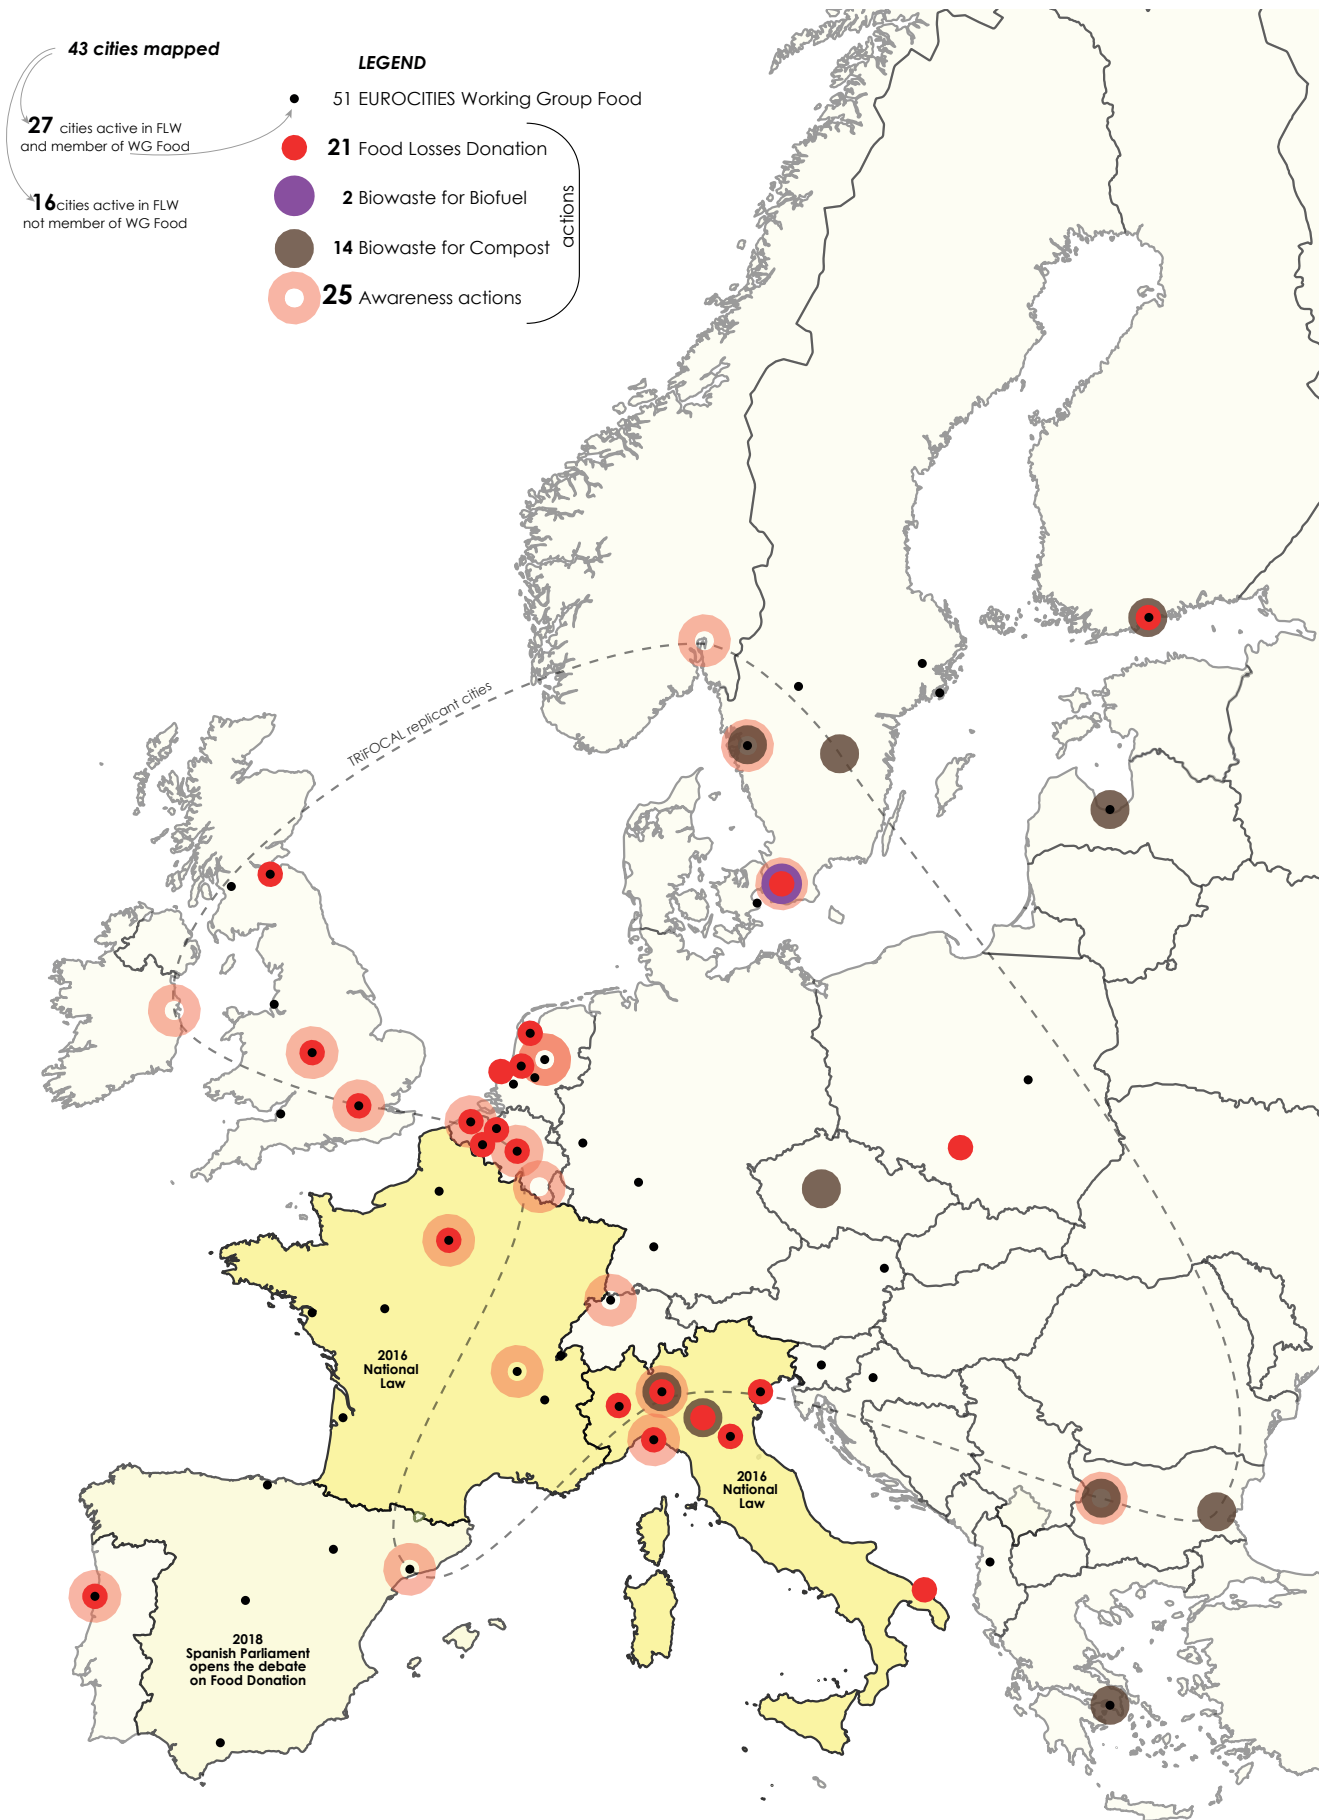 43 cities mapped
27 cities active in FLW
and member of WG Food
16 cities active in FLW
not member of WG Food
LEGEND
51 EUROCITIES Working Group Food
21 Food Losses Donation
2 Biowaste for Biofuel
14 Biowaste for Compost
25 Awareness actions
actions
TRiFOCAL replicant cities
2016
National
Law
2016
National
Law
2018
Spanish Parliament
opens the debate
on Food Donation